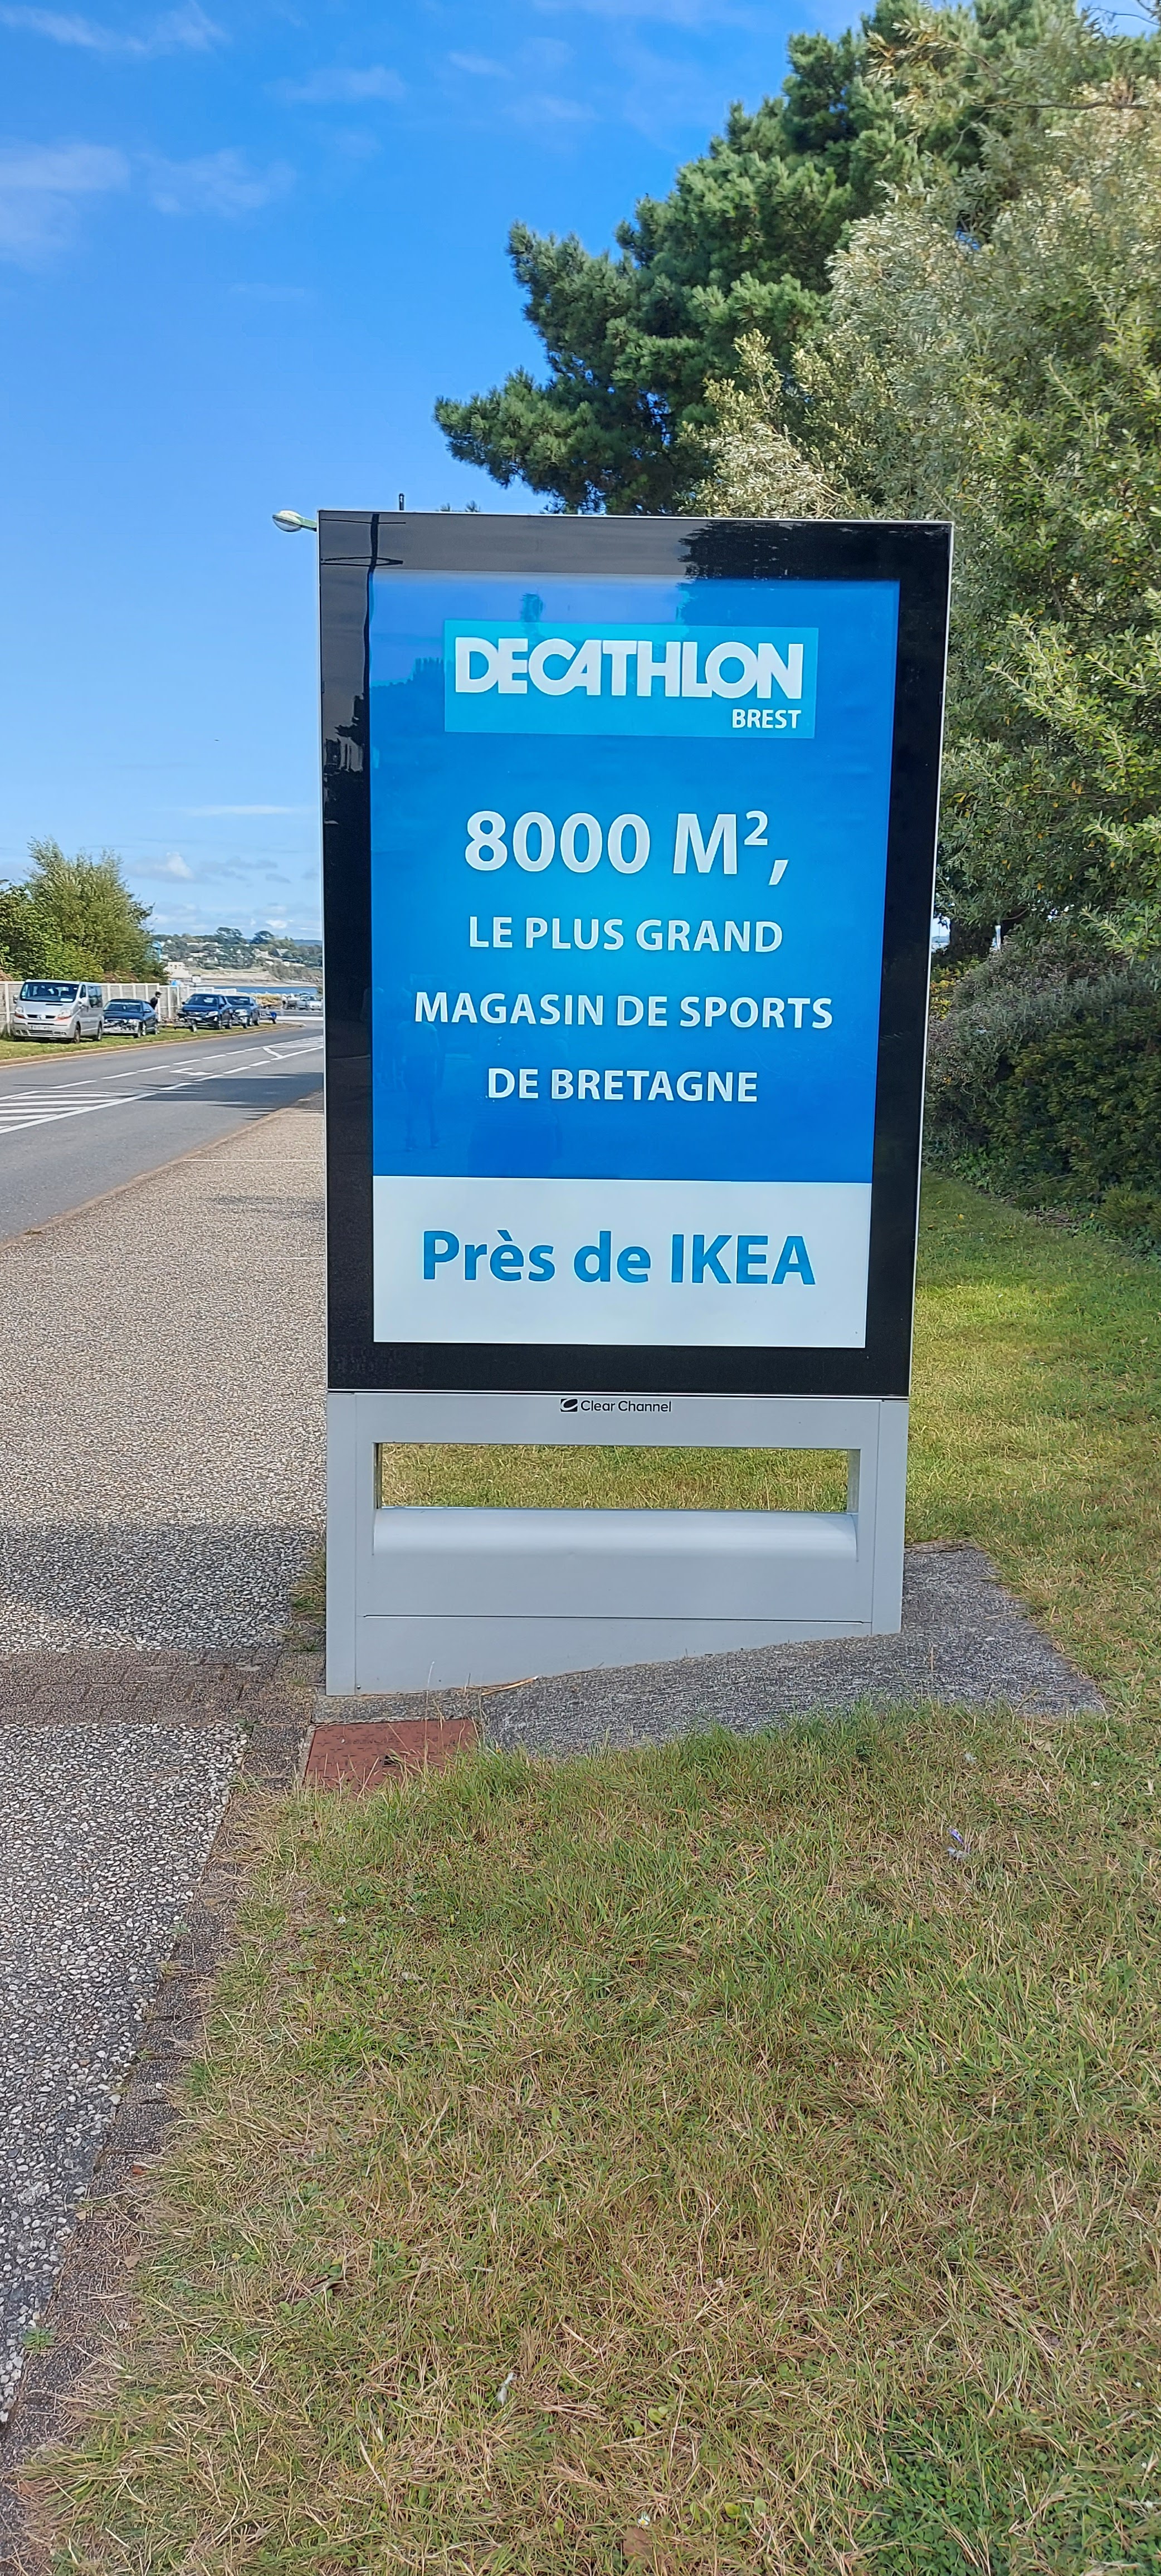 DECATHLON
BREST
8000 M²,
LE PLUS GRAND
MAGASIN DE SPORTS
DE BRETAGNE
Près de IKEA
Clear Channel